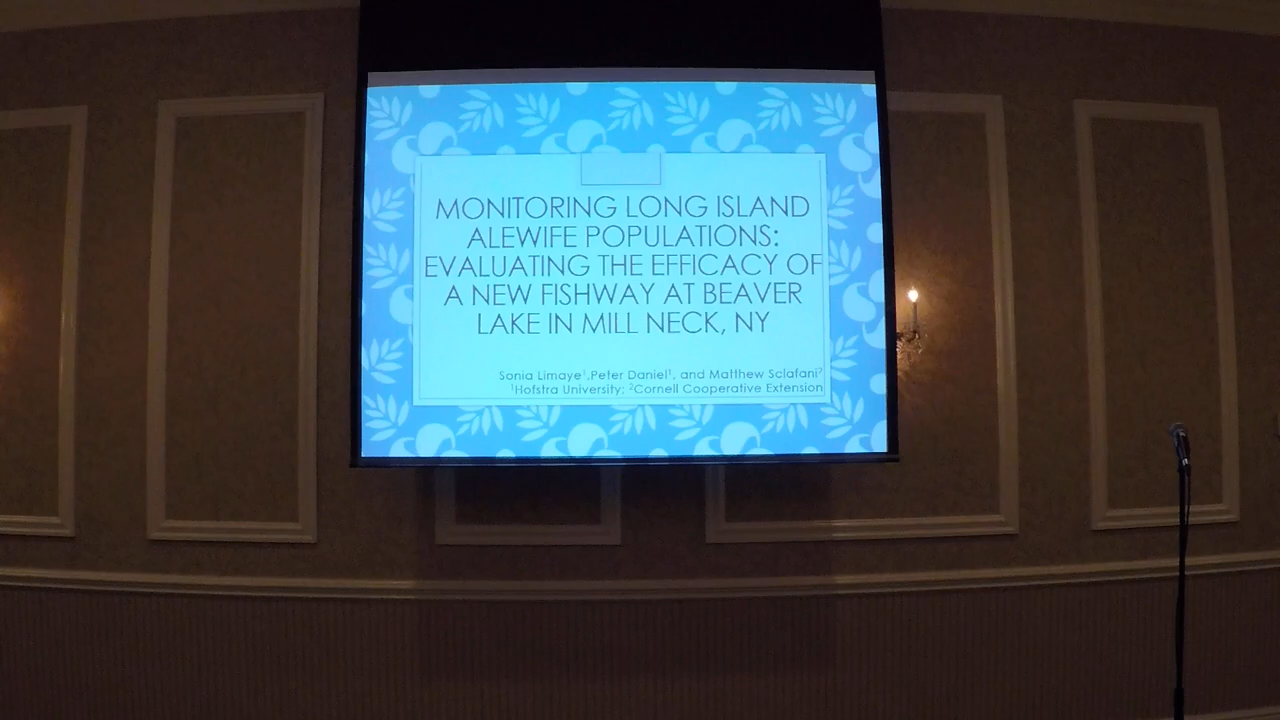 MONITORING LONG ISLAND
ALEWIFE POPULATIONS:
EVALUATING THE EFFICACY OF
A NEW FISHWAY AT BEAVER
LAKE IN MILL NECK, NY
Sonia Limaye¹,Peter Daniel¹, and Matthew Sclafani²
¹Hofstra University; ²Cornell Cooperative Extension